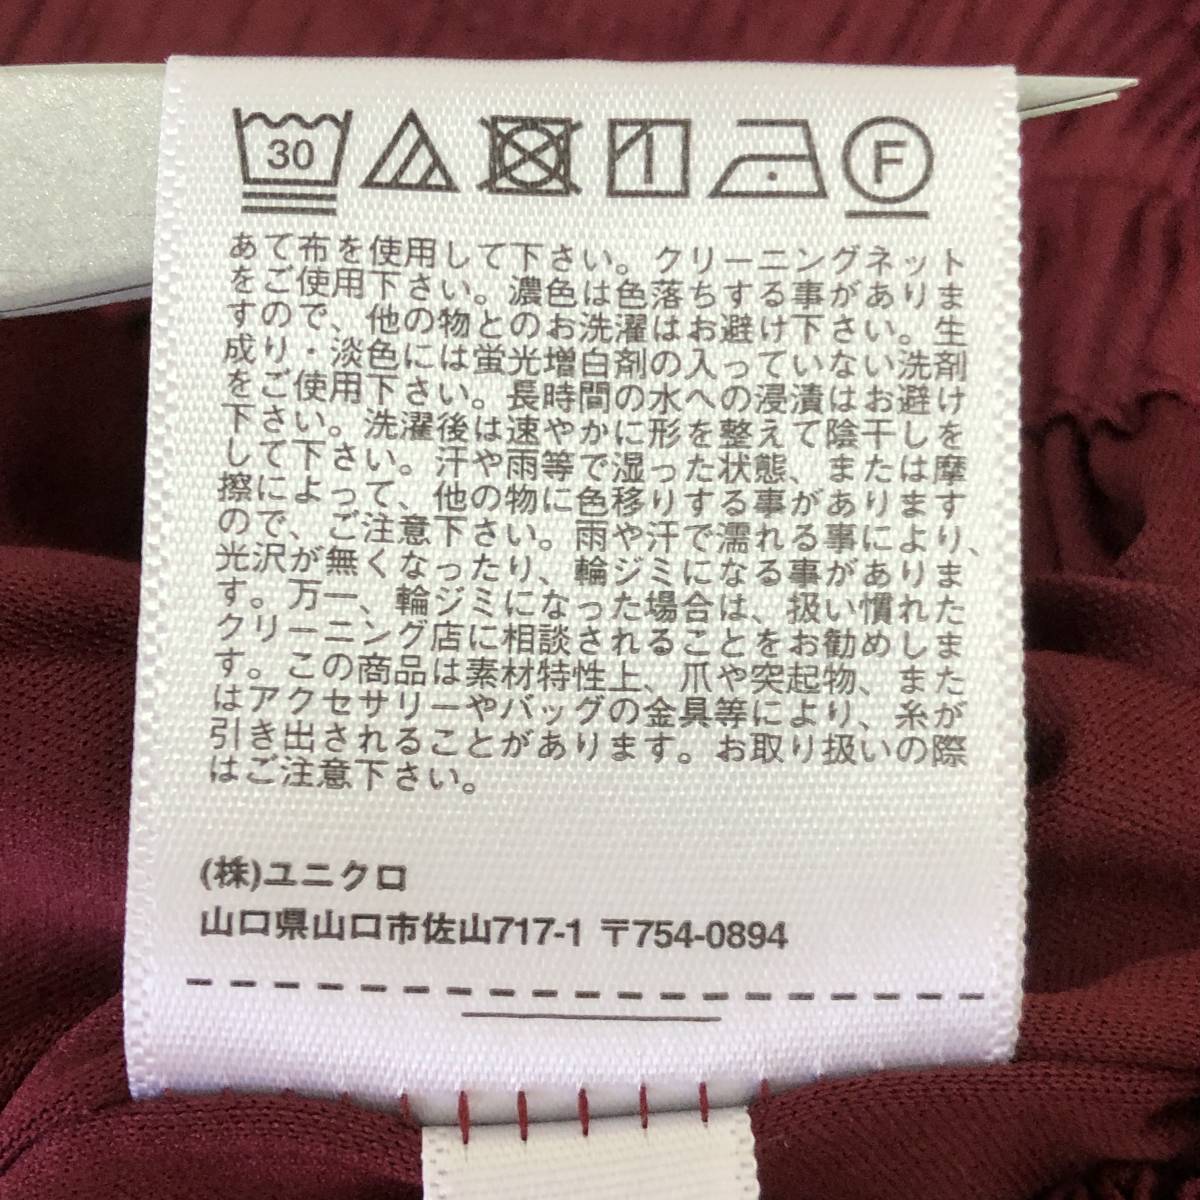 30 F
あて布を使用して下さい。クリーニングネット
をご使用下さい。濃色は色落ちする事がありま
すので、他の物とのお洗濯はお避け下さい。生
成り・淡色には蛍光増白剤の入っていない洗剤
をご使用下さい。長時間の水への浸漬はお避け
下さい。洗濯後は速やかに形を整えて陰干しを
して下さい。汗や雨等で湿った状態、または摩
擦によって、他の物に色移りする事があります
ので、ご注意下さい。雨や汗で濡れる事により、
光沢が無くなったり、輪ジミになる事がありま
す。万一、輪ジミになった場合は、扱い慣れた
クリーニング店に相談されることをお勧めしま
す。この商品は素材特性上、爪や突起物、また
はアクセサリーやバッグの金具等により、糸が
引き出されることがあります。お取り扱いの際
はご注意下さい。
(株)ユニクロ
山口県山口市佐山717-1 〒754-0894